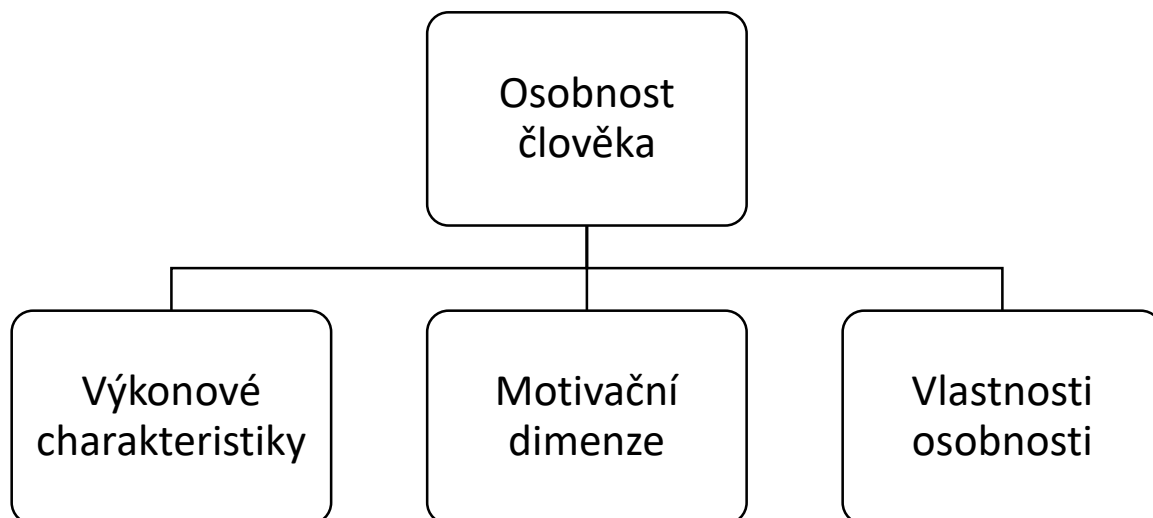 Osobnost
člověka
Výkonové
charakteristiky
Motivační
dimenze
Vlastnosti
osobnosti